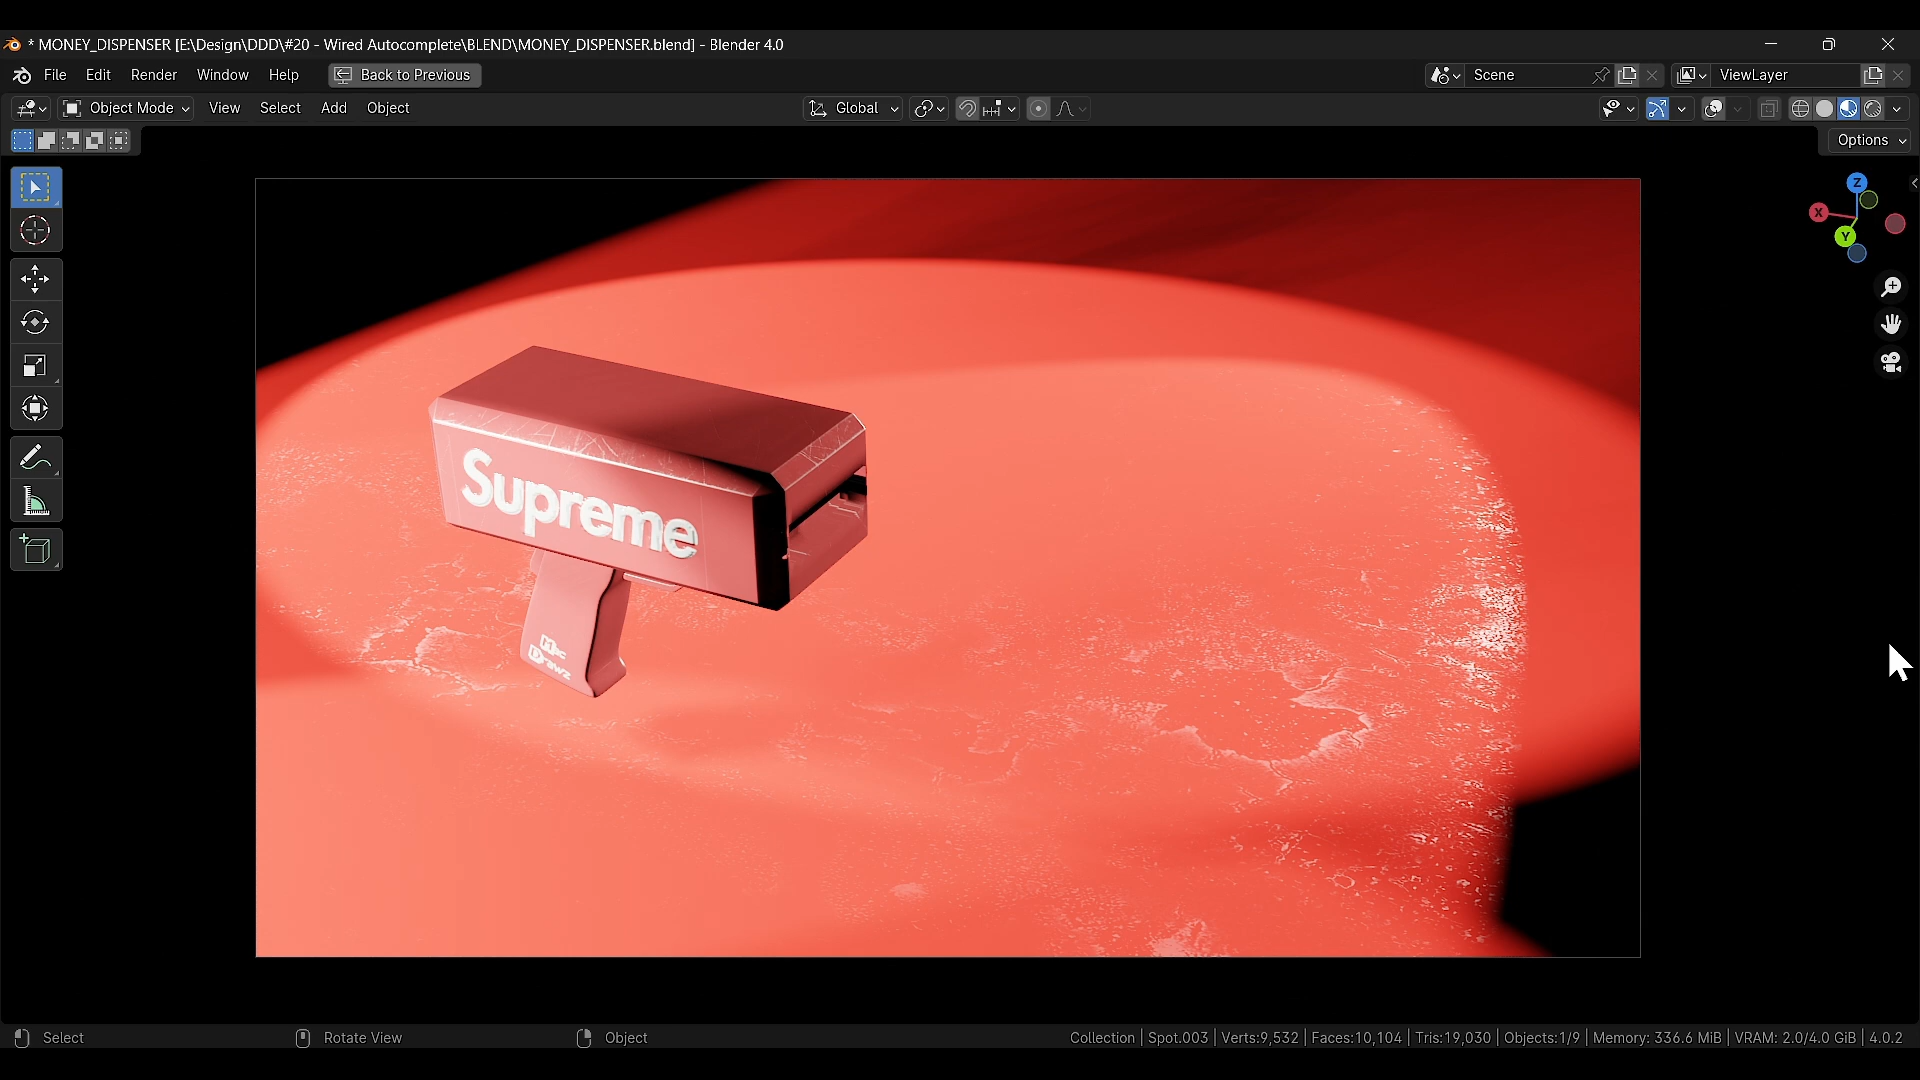 * MONEY_DISPENSER [E:\Design\DDD\#20 - Wired Autocomplete\BLEND\MONEY_DISPENSER.blend] - Blender 4.0
File Edit Render Window Help Back to Previous Scene ViewLayer
Object Mode View Select Add Object Global
Options
Z
X
Y
Supreme
Drawz
Select Rotate View Object Collection | Spot.003 | Verts:9,532 | Faces:10,104 | Tris:19,030 | Objects:1/9 | Memory: 336.6 MiB | VRAM: 2.0/4.0 GiB | 4.0.2